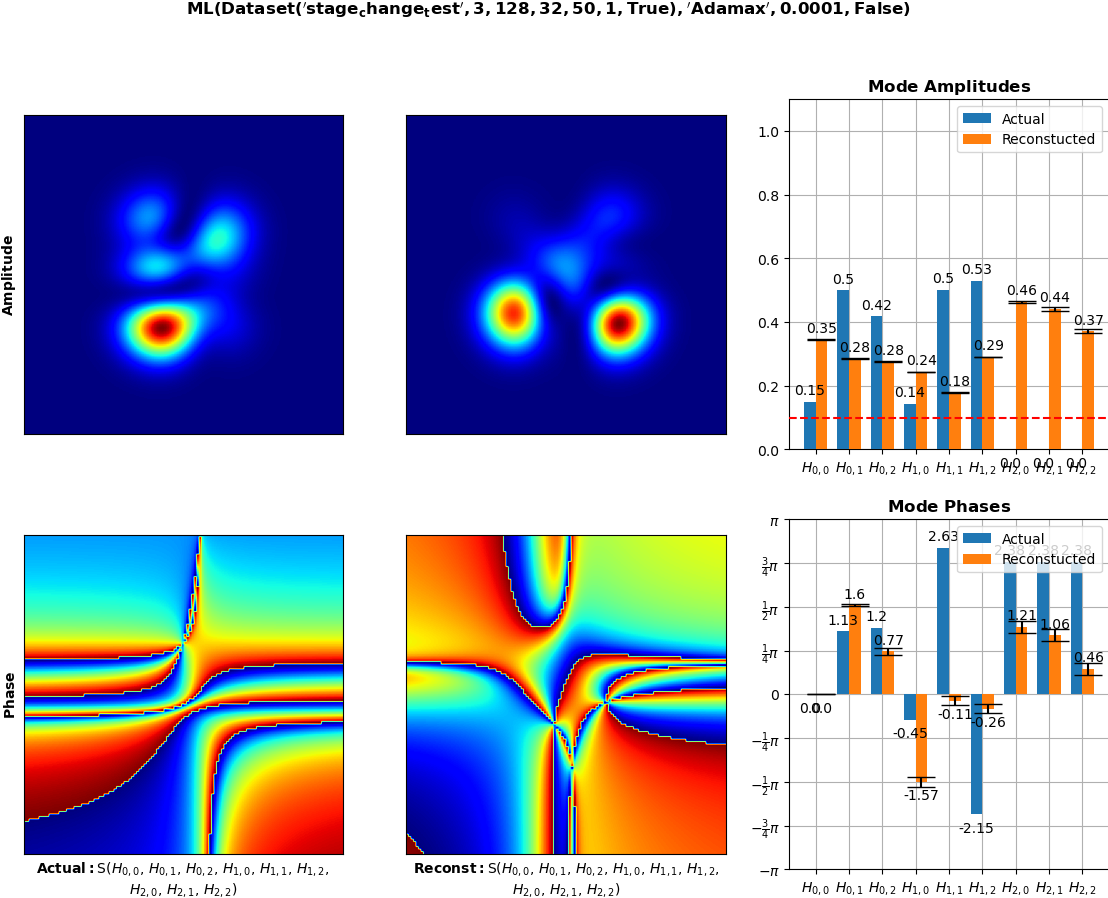 ML(Dataset('stage_change_test', 3, 128, 32, 50, 1, True), 'Adamax', 0.0001, False)
Amplitude
Mode Amplitudes
Actual
Reconstucted
1.0
0.8
0.6
0.4
0.2
0.0
0.15 0.35 0.5 0.28 0.42 0.28 0.14 0.24 0.5 0.18 0.53 0.29 0.0 0.46 0.0 0.44 0.0 0.37
H0,0 H0,1 H0,2 H1,0 H1,1 H1,2 H2,0 H2,1 H2,2
Phase
Mode Phases
Actual
Reconstucted
π
3/4π
1/2π
1/4π
0
−1/4π
−1/2π
−3/4π
−π
0.0 0.0 1.13 1.6 1.2 0.77 -0.45 -1.57 2.63 -0.11 -2.15 -0.26 2.38 1.21 2.38 1.06 2.38 0.46
H0,0 H0,1 H0,2 H1,0 H1,1 H1,2 H2,0 H2,1 H2,2
Actual: S(H0,0, H0,1, H0,2, H1,0, H1,1, H1,2,
H2,0, H2,1, H2,2)
Reconst: S(H0,0, H0,1, H0,2, H1,0, H1,1, H1,2,
H2,0, H2,1, H2,2)